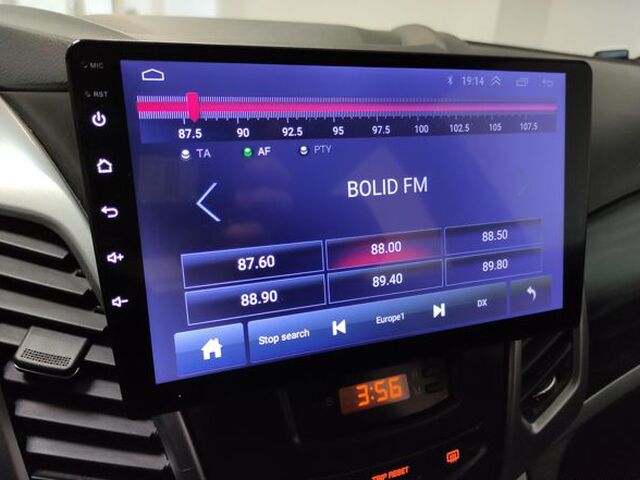 MIC
19:14
RST
87.5 90 92.5 95 97.5 100 102.5 105 107.5
TA AF PTY
BOLID FM
87.60 88.00 88.50
88.90 89.40 89.80
Stop search Europe1 DX
3:56
H
TRIP RESET